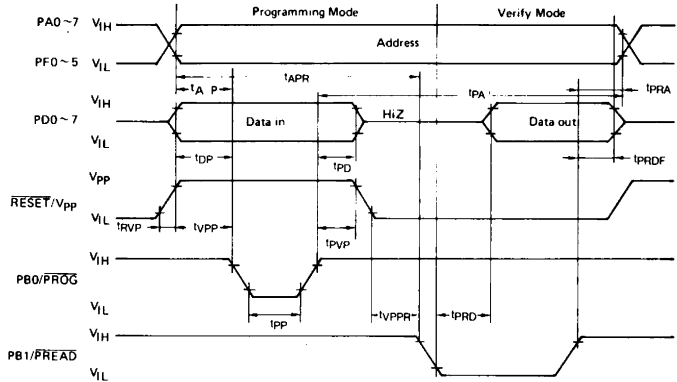 Programming Mode Verify Mode
PA0~7 VIH
Address
PF0~5 VIL
tAPR
tA P tPA tPRA
VIH
PD0~7 Data in HiZ Data out
VIL
tDP tPD tPRDF
VPP
RESET/VPP
VIL
tRVP tVPP tPVP
VIH
PB0/PROG
VIL
tPP tVPPR tPRD
VIH
PB1/PREAD
VIL